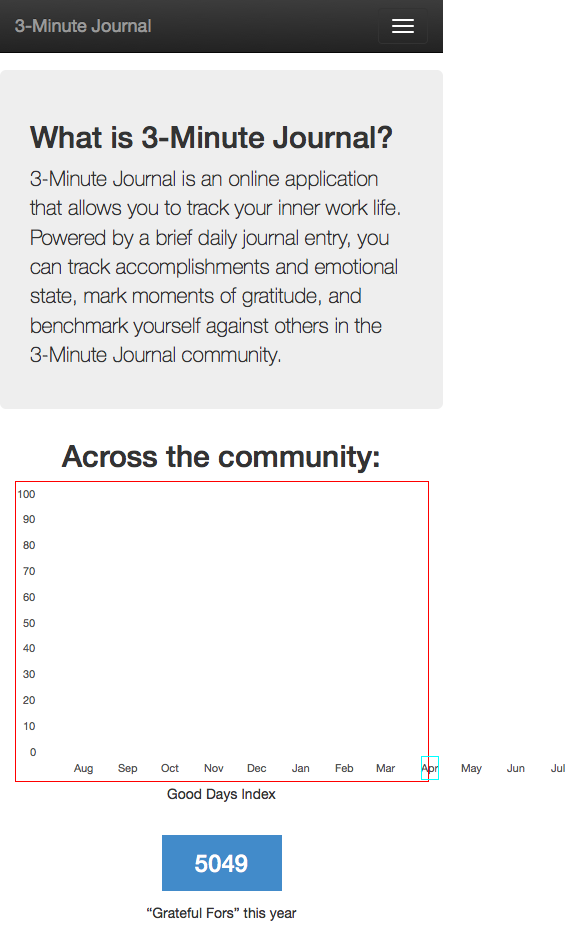 3-Minute Journal
What is 3-Minute Journal?
3-Minute Journal is an online application
that allows you to track your inner work life.
Powered by a brief daily journal entry, you
can track accomplishments and emotional
state, mark moments of gratitude, and
benchmark yourself against others in the
3-Minute Journal community.
Across the community:
100
90
80
70
60
50
40
30
20
10
0
Aug Sep Oct Nov Dec Jan Feb Mar Apr May Jun Jul
Good Days Index
5049
“Grateful Fors” this year